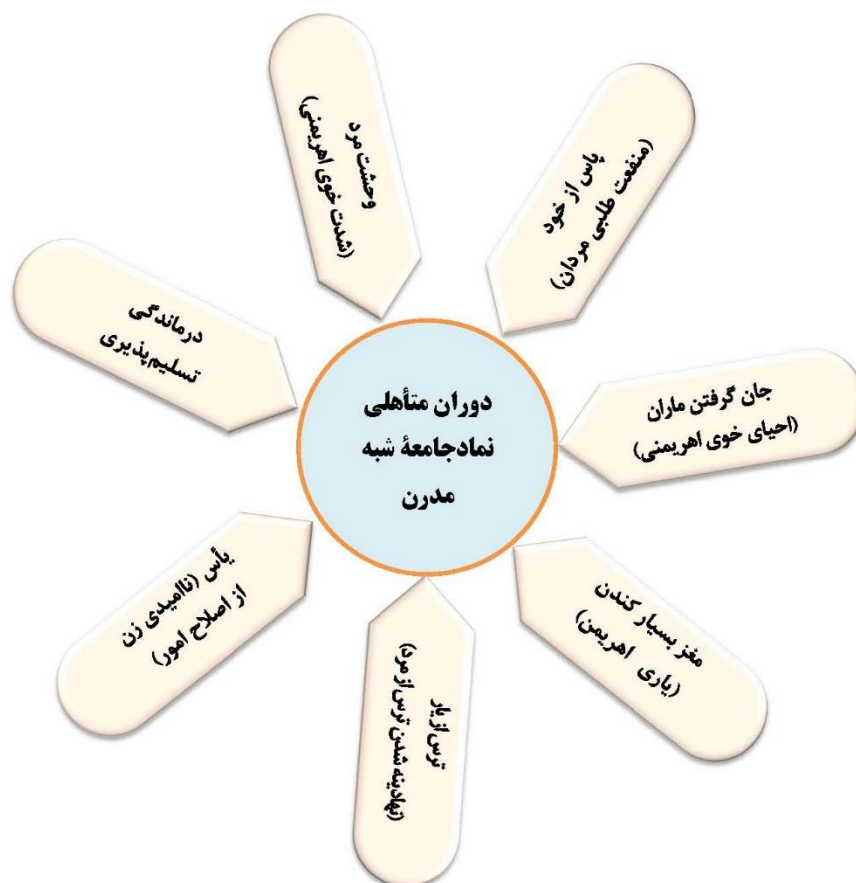 دوران متأهلی
نمادجامعهٔ شبه
مدرن
وحشت مرد
(شدت خوی اهریمنی)
پاس از خود
(منفعت طلبی مردان)
جان گرفتن ماران
(احیای خوی اهریمنی)
مغز بسیار کندن
(یاری اهریمن)
ترس از یار
(نهادینه شدن ترس از مرد)
یأس (ناامیدی زن
از اصلاح امور)
درماندگی
تسلیم‌پذیری